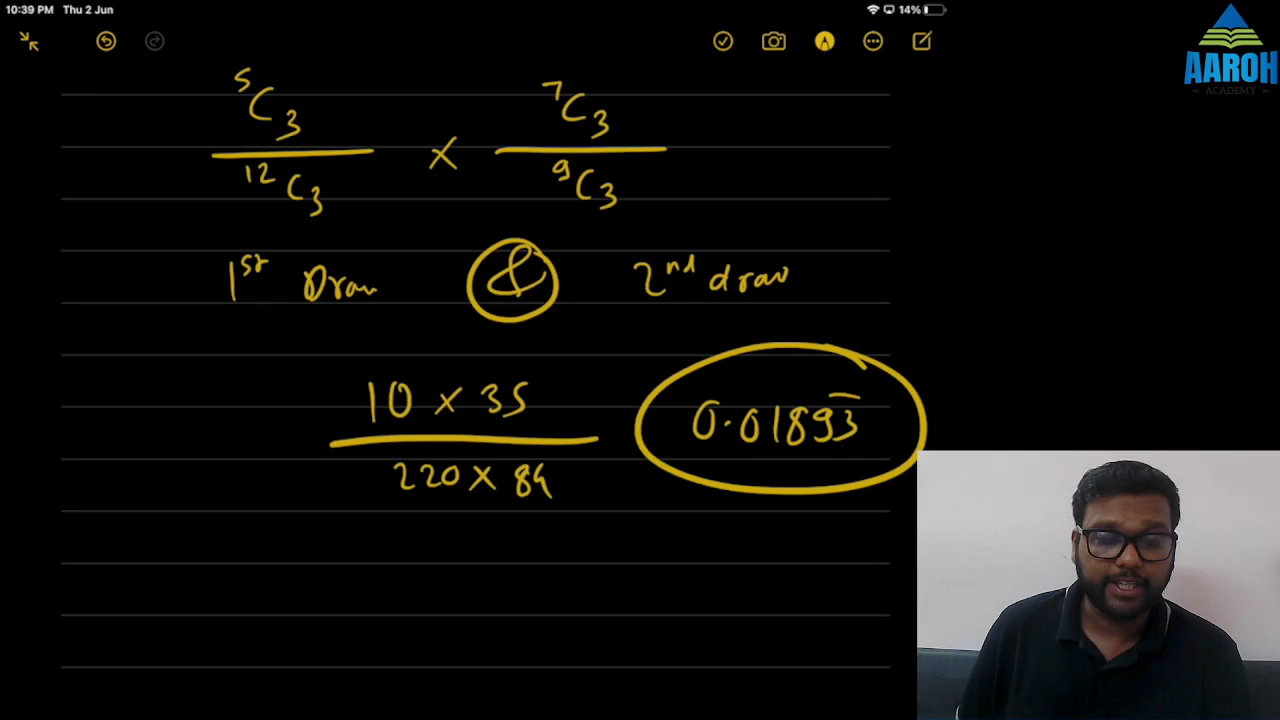 10:39 PM Thu 2 Jun 14%
AAROH
ACADEMY
⁵C₃ ⁷C₃
×
¹²C₃ ⁹C₃
1st Draw & 2nd draw
10 × 35
0.01893̅
220 × 84